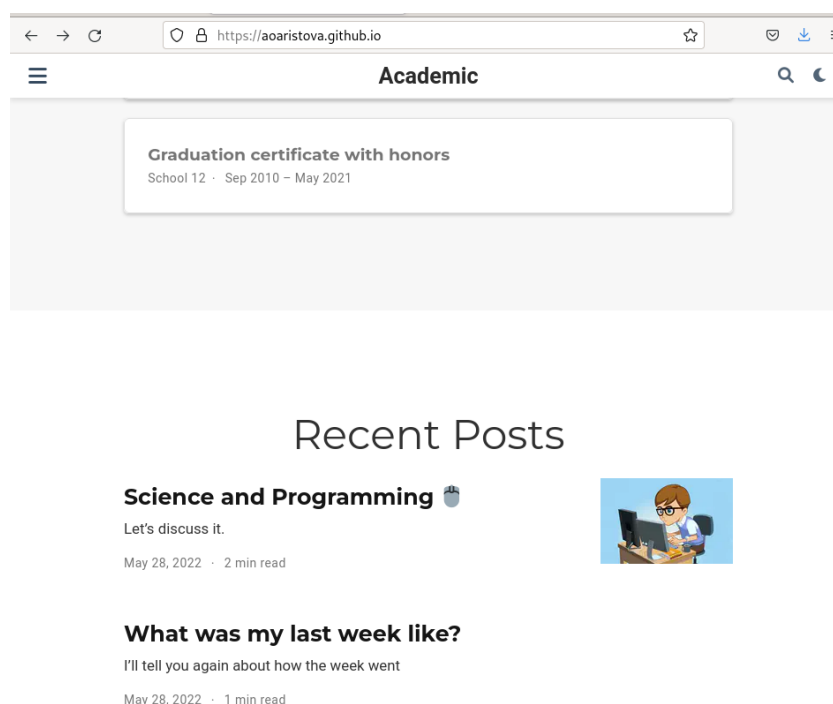 https://aoaristova.github.io
Academic
Graduation certificate with honors
School 12 · Sep 2010 – May 2021
Recent Posts
Science and Programming 🖱️
Let's discuss it.
May 28, 2022 · 2 min read
What was my last week like?
I'll tell you again about how the week went
May 28, 2022 · 1 min read